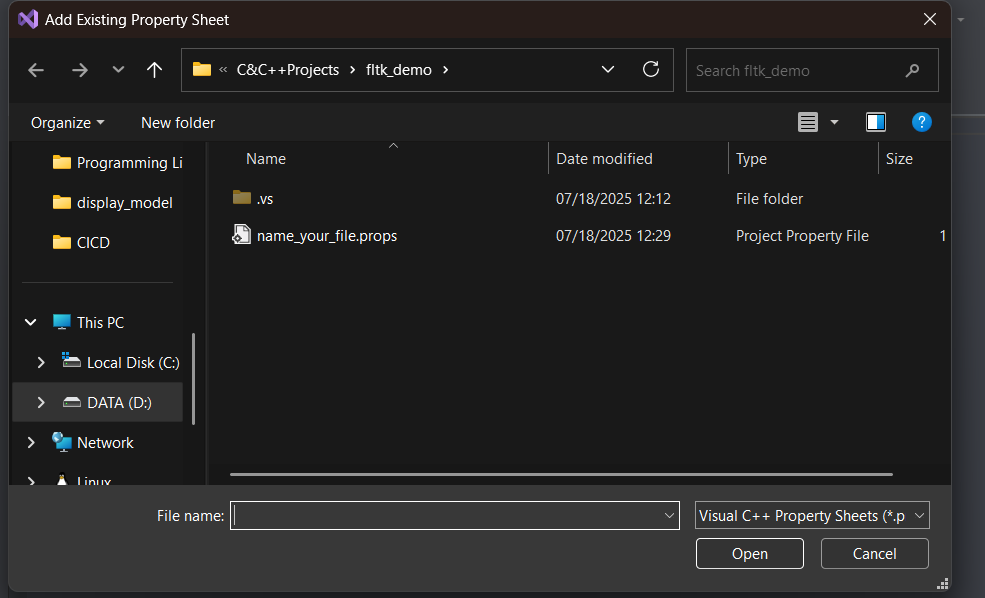 Add Existing Property Sheet
« C&C++Projects › fltk_demo ›
Search fltk_demo
Organize
New folder
?
Name
Date modified
Type
Size
Programming Li
display_model
CICD
This PC
Local Disk (C:)
DATA (D:)
Network
Linux
.vs
07/18/2025 12:12
File folder
name_your_file.props
07/18/2025 12:29
Project Property File
1
File name:
Visual C++ Property Sheets (*.p
Open
Cancel